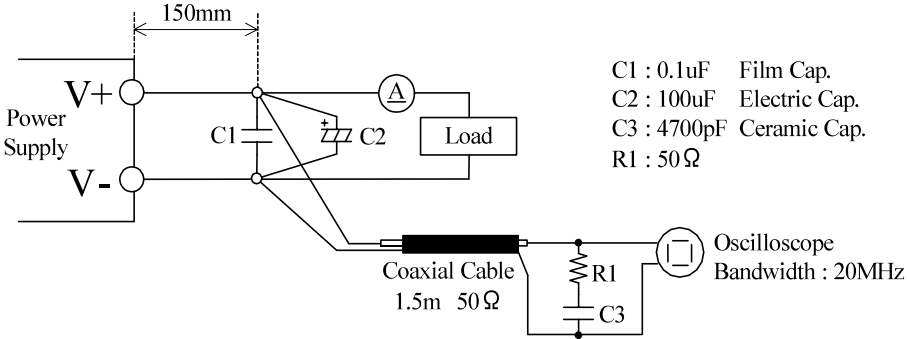 150mm
V+
Power
Supply
V-
C1
C2
+
A
Load
C1 : 0.1uF Film Cap.
C2 : 100uF Electric Cap.
C3 : 4700pF Ceramic Cap.
R1 : 50Ω
Coaxial Cable
1.5m 50Ω
R1
C3
Oscilloscope
Bandwidth : 20MHz